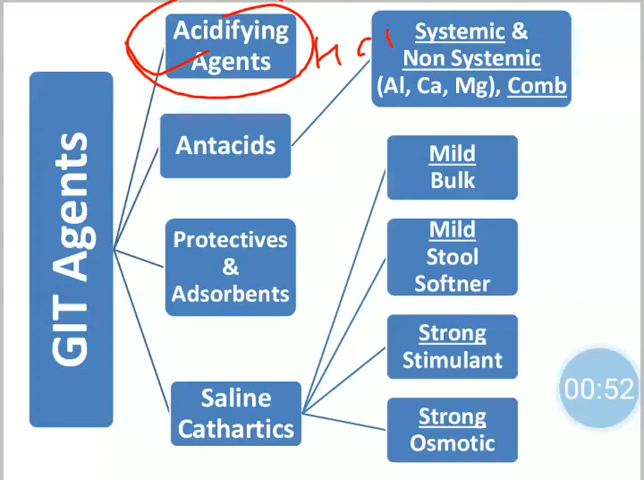 GIT Agents
Acidifying
Agents
HCl
Antacids
Systemic &
Non Systemic
(Al, Ca, Mg), Comb
Protectives
&
Adsorbents
Saline
Cathartics
Mild
Bulk
Mild
Stool
Softner
Strong
Stimulant
Strong
Osmotic
00:52